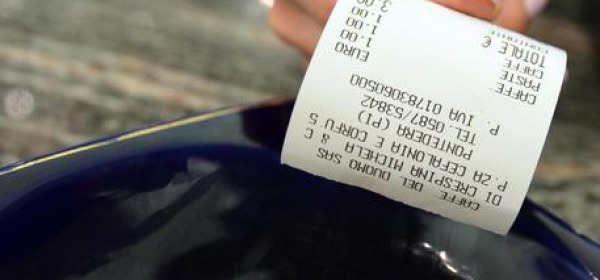 CAFFE' DEL DUOMO SAS
DI CRESPINA MICHELA & C
P.ZA CEFALONIA E CORFU 5
PONTEDERA (PI)
TEL. 0587/53842
P. IVA 01783060500
EURO
CAFFE' 1.00
PASTE 1.00
CAFFE' 1.00
TOTALE €